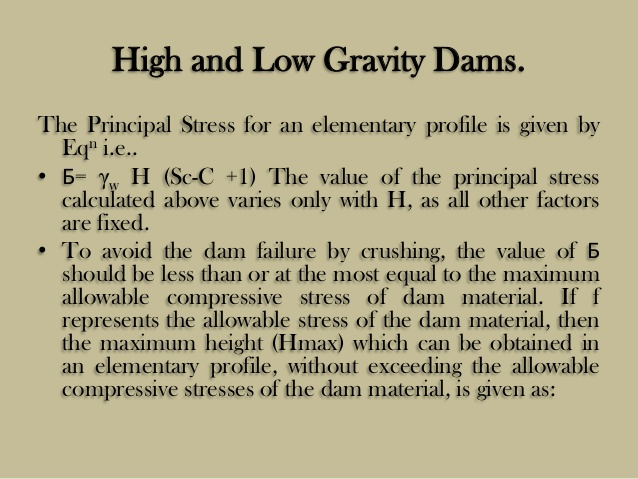 High and Low Gravity Dams.
The Principal Stress for an elementary profile is given by
Eqⁿ i.e..
• Б= γw H (Sc-C +1) The value of the principal stress
calculated above varies only with H, as all other factors
are fixed.
• To avoid the dam failure by crushing, the value of Б
should be less than or at the most equal to the maximum
allowable compressive stress of dam material. If f
represents the allowable stress of the dam material, then
the maximum height (Hmax) which can be obtained in
an elementary profile, without exceeding the allowable
compressive stresses of the dam material, is given as: